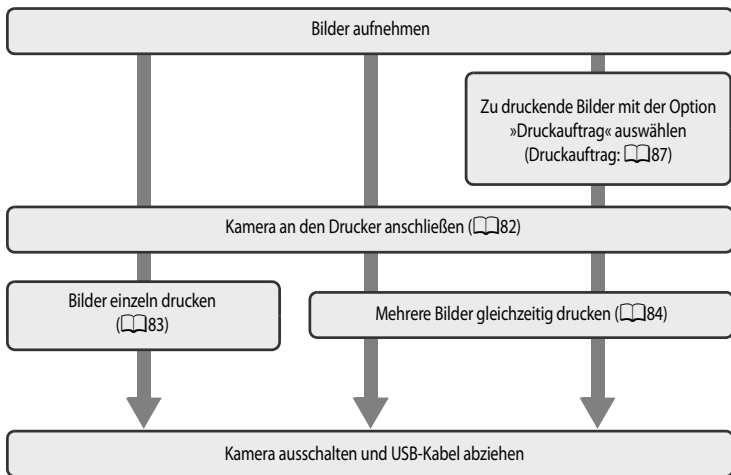 Bilder aufnehmen
Zu druckende Bilder mit der Option
»Druckauftrag« auswählen
(Druckauftrag: 87)
Kamera an den Drucker anschließen (82)
Bilder einzeln drucken
(83)
Mehrere Bilder gleichzeitig drucken (84)
Kamera ausschalten und USB-Kabel abziehen